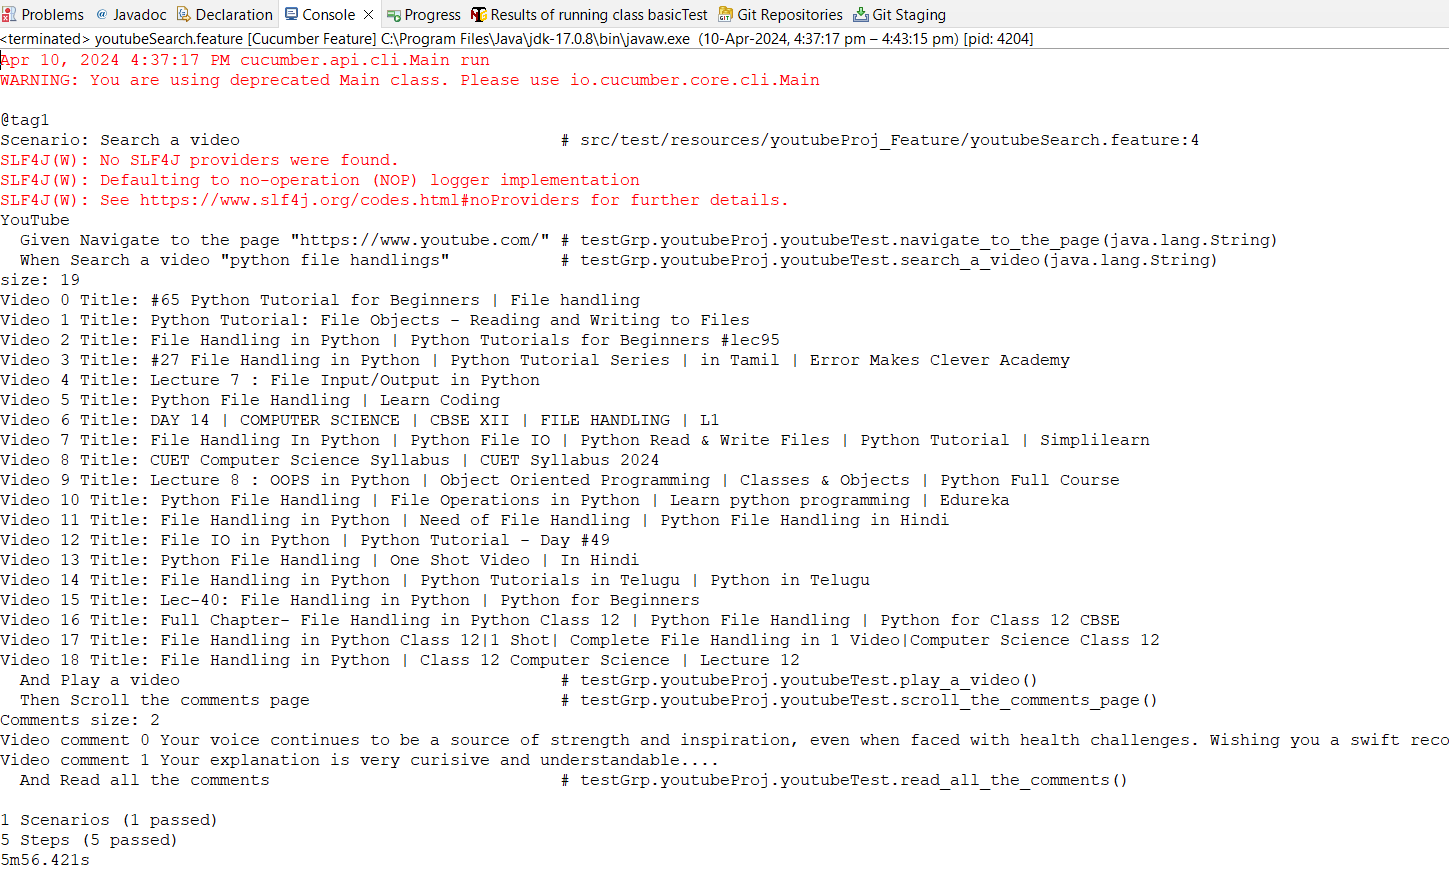 Problems @ Javadoc Declaration Console Progress Results of running class basicTest Git Repositories Git Staging
<terminated> youtubeSearch.feature [Cucumber Feature] C:\Program Files\Java\jdk-17.0.8\bin\javaw.exe (10-Apr-2024, 4:37:17 pm – 4:43:15 pm) [pid: 4204]
Apr 10, 2024 4:37:17 PM cucumber.api.cli.Main run
WARNING: You are using deprecated Main class. Please use io.cucumber.core.cli.Main
@tag1
Scenario: Search a video # src/test/resources/youtubeProj_Feature/youtubeSearch.feature:4
SLF4J(W): No SLF4J providers were found.
SLF4J(W): Defaulting to no-operation (NOP) logger implementation
SLF4J(W): See https://www.slf4j.org/codes.html#noProviders for further details.
YouTube
Given Navigate to the page "https://www.youtube.com/" # testGrp.youtubeProj.youtubeTest.navigate_to_the_page(java.lang.String)
When Search a video "python file handlings" # testGrp.youtubeProj.youtubeTest.search_a_video(java.lang.String)
size: 19
Video 0 Title: #65 Python Tutorial for Beginners | File handling
Video 1 Title: Python Tutorial: File Objects - Reading and Writing to Files
Video 2 Title: File Handling in Python | Python Tutorials for Beginners #lec95
Video 3 Title: #27 File Handling in Python | Python Tutorial Series | in Tamil | Error Makes Clever Academy
Video 4 Title: Lecture 7 : File Input/Output in Python
Video 5 Title: Python File Handling | Learn Coding
Video 6 Title: DAY 14 | COMPUTER SCIENCE | CBSE XII | FILE HANDLING | L1
Video 7 Title: File Handling In Python | Python File IO | Python Read & Write Files | Python Tutorial | Simplilearn
Video 8 Title: CUET Computer Science Syllabus | CUET Syllabus 2024
Video 9 Title: Lecture 8 : OOPS in Python | Object Oriented Programming | Classes & Objects | Python Full Course
Video 10 Title: Python File Handling | File Operations in Python | Learn python programming | Edureka
Video 11 Title: File Handling in Python | Need of File Handling | Python File Handling in Hindi
Video 12 Title: File IO in Python | Python Tutorial - Day #49
Video 13 Title: Python File Handling | One Shot Video | In Hindi
Video 14 Title: File Handling in Python | Python Tutorials in Telugu | Python in Telugu
Video 15 Title: Lec-40: File Handling in Python | Python for Beginners
Video 16 Title: Full Chapter- File Handling in Python Class 12 | Python File Handling | Python for Class 12 CBSE
Video 17 Title: File Handling in Python Class 12|1 Shot| Complete File Handling in 1 Video|Computer Science Class 12
Video 18 Title: File Handling in Python | Class 12 Computer Science | Lecture 12
And Play a video # testGrp.youtubeProj.youtubeTest.play_a_video()
Then Scroll the comments page # testGrp.youtubeProj.youtubeTest.scroll_the_comments_page()
Comments size: 2
Video comment 0 Your voice continues to be a source of strength and inspiration, even when faced with health challenges. Wishing you a swift reco
Video comment 1 Your explanation is very curisive and understandable....
And Read all the comments # testGrp.youtubeProj.youtubeTest.read_all_the_comments()
1 Scenarios (1 passed)
5 Steps (5 passed)
5m56.421s